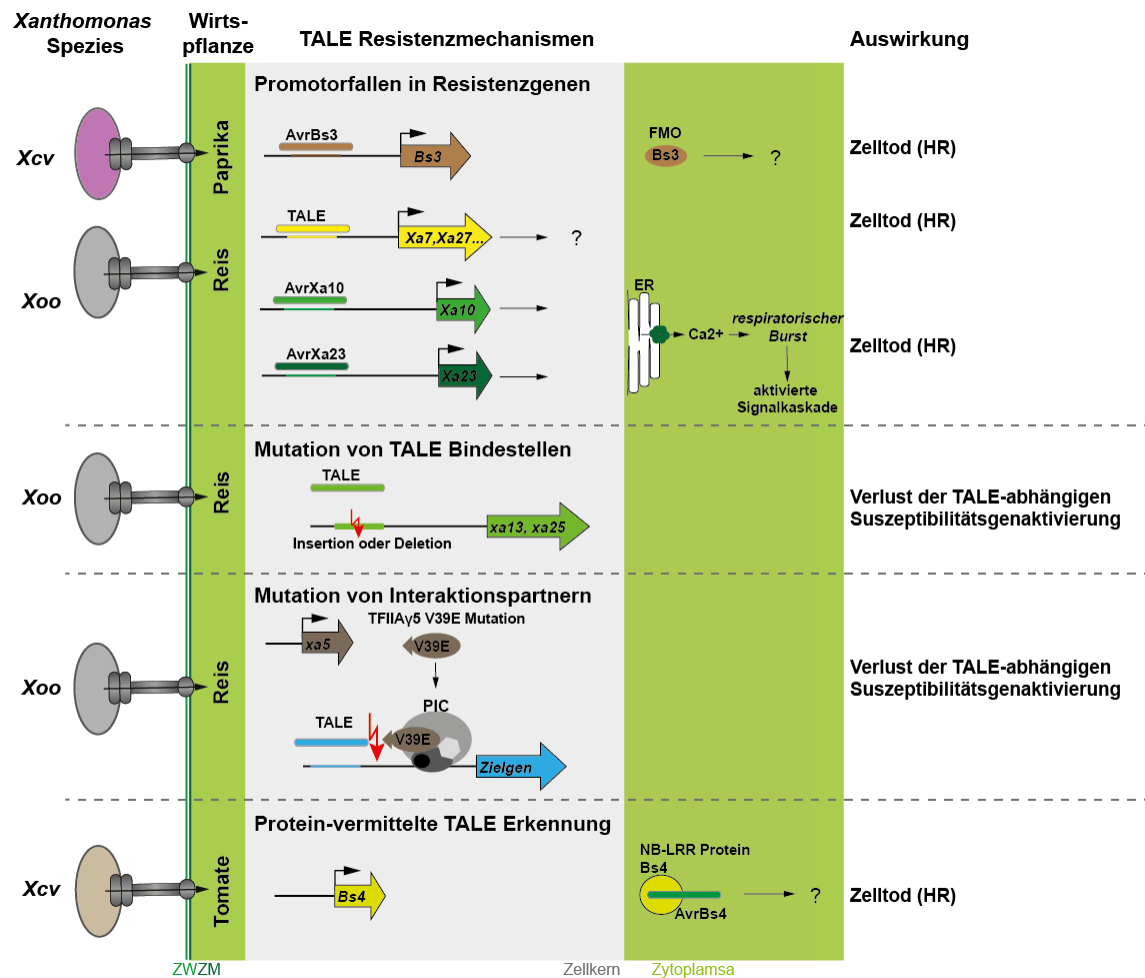 Xanthomonas
Spezies
Wirts-
pflanze
TALE Resistenzmechanismen
Auswirkung
Promotorfallen in Resistenzgenen
Xcv
Paprika
AvrBs3
Bs3
FMO
Bs3
?
Zelltod (HR)
Xoo
Reis
TALE
Xa7,Xa27...
?
Zelltod (HR)
AvrXa10
Xa10
AvrXa23
Xa23
ER
Ca2+
respiratorischer
Burst
aktivierte
Signalkaskade
Zelltod (HR)
Mutation von TALE Bindestellen
Xoo
Reis
TALE
xa13, xa25
Insertion oder Deletion
Verlust der TALE-abhängigen
Suszeptibilitätsgenaktivierung
Mutation von Interaktionspartnern
Xoo
Reis
xa5
TFIIAγ5 V39E Mutation
V39E
PIC
TALE
V39E
Zielgen
Verlust der TALE-abhängigen
Suszeptibilitätsgenaktivierung
Protein-vermittelte TALE Erkennung
Xcv
Tomate
Bs4
NB-LRR Protein
Bs4
AvrBs4
?
Zelltod (HR)
ZWZM
Zellkern
Zytoplamsa